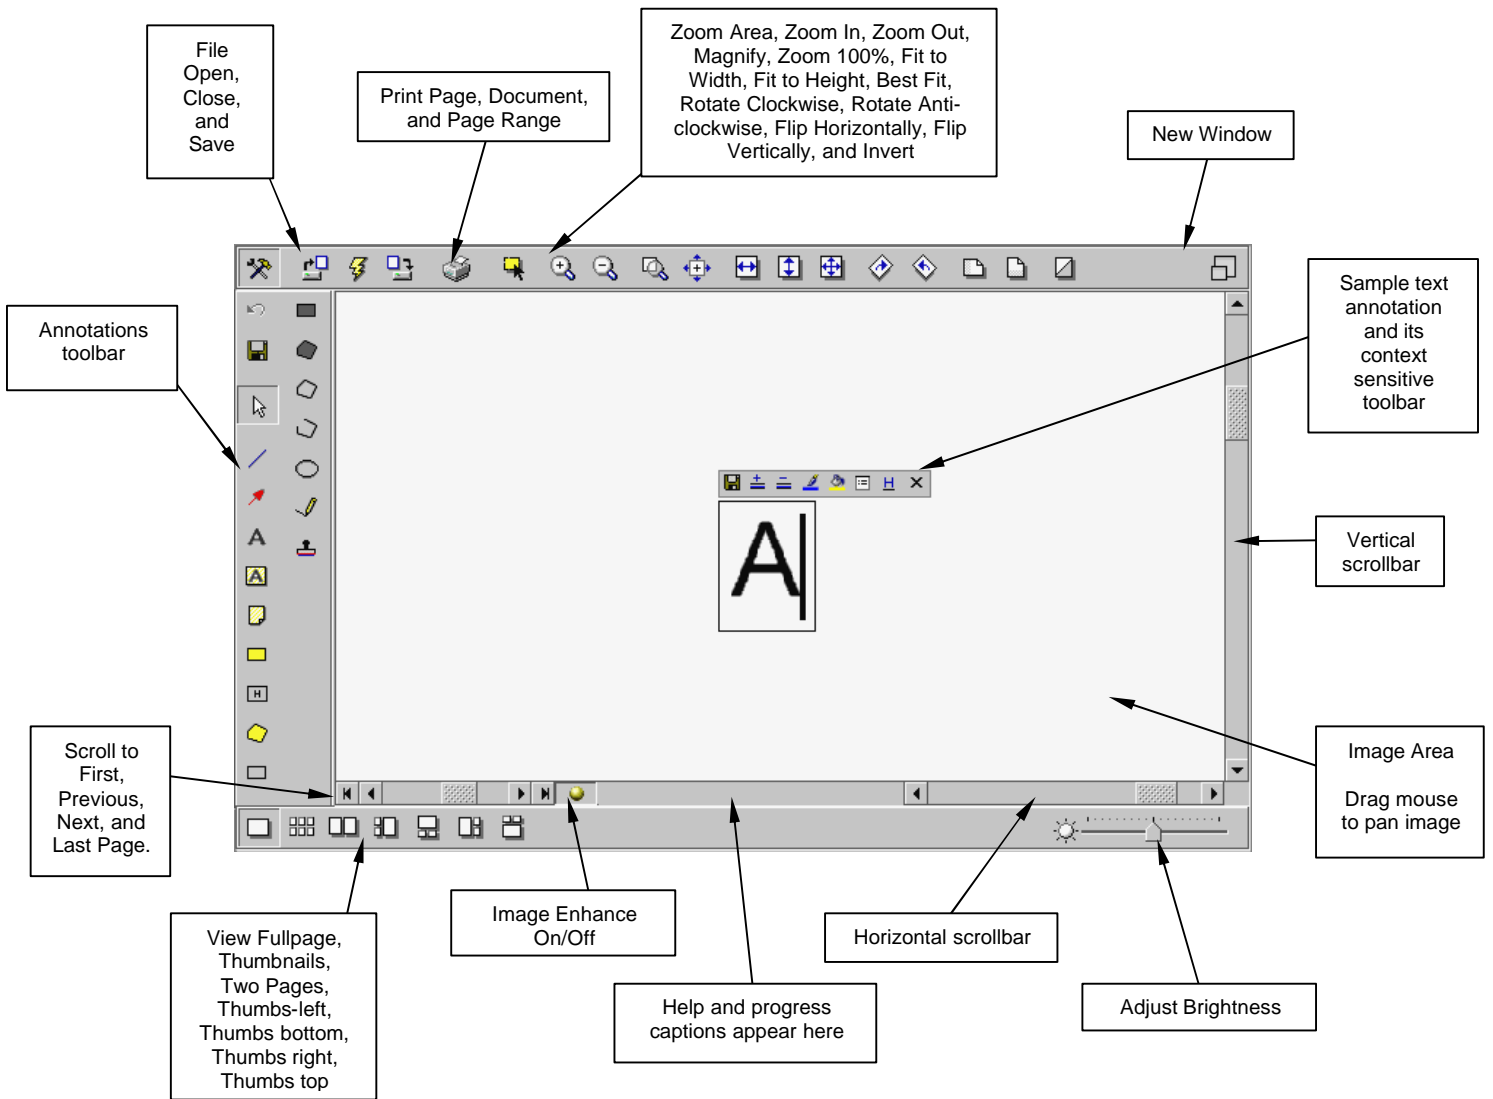 File
Open,
Close,
and
Save
Print Page, Document,
and Page Range
Zoom Area, Zoom In, Zoom Out,
Magnify, Zoom 100%, Fit to
Width, Fit to Height, Best Fit,
Rotate Clockwise, Rotate Anti-
clockwise, Flip Horizontally, Flip
Vertically, and Invert
New Window
Annotations
toolbar
Sample text
annotation
and its
context
sensitive
toolbar
A
H
A
A
Vertical
scrollbar
H
Scroll to
First,
Previous,
Next, and
Last Page.
Image Area
Drag mouse
to pan image
View Fullpage,
Thumbnails,
Two Pages,
Thumbs-left,
Thumbs bottom,
Thumbs right,
Thumbs top
Image Enhance
On/Off
Help and progress
captions appear here
Horizontal scrollbar
Adjust Brightness